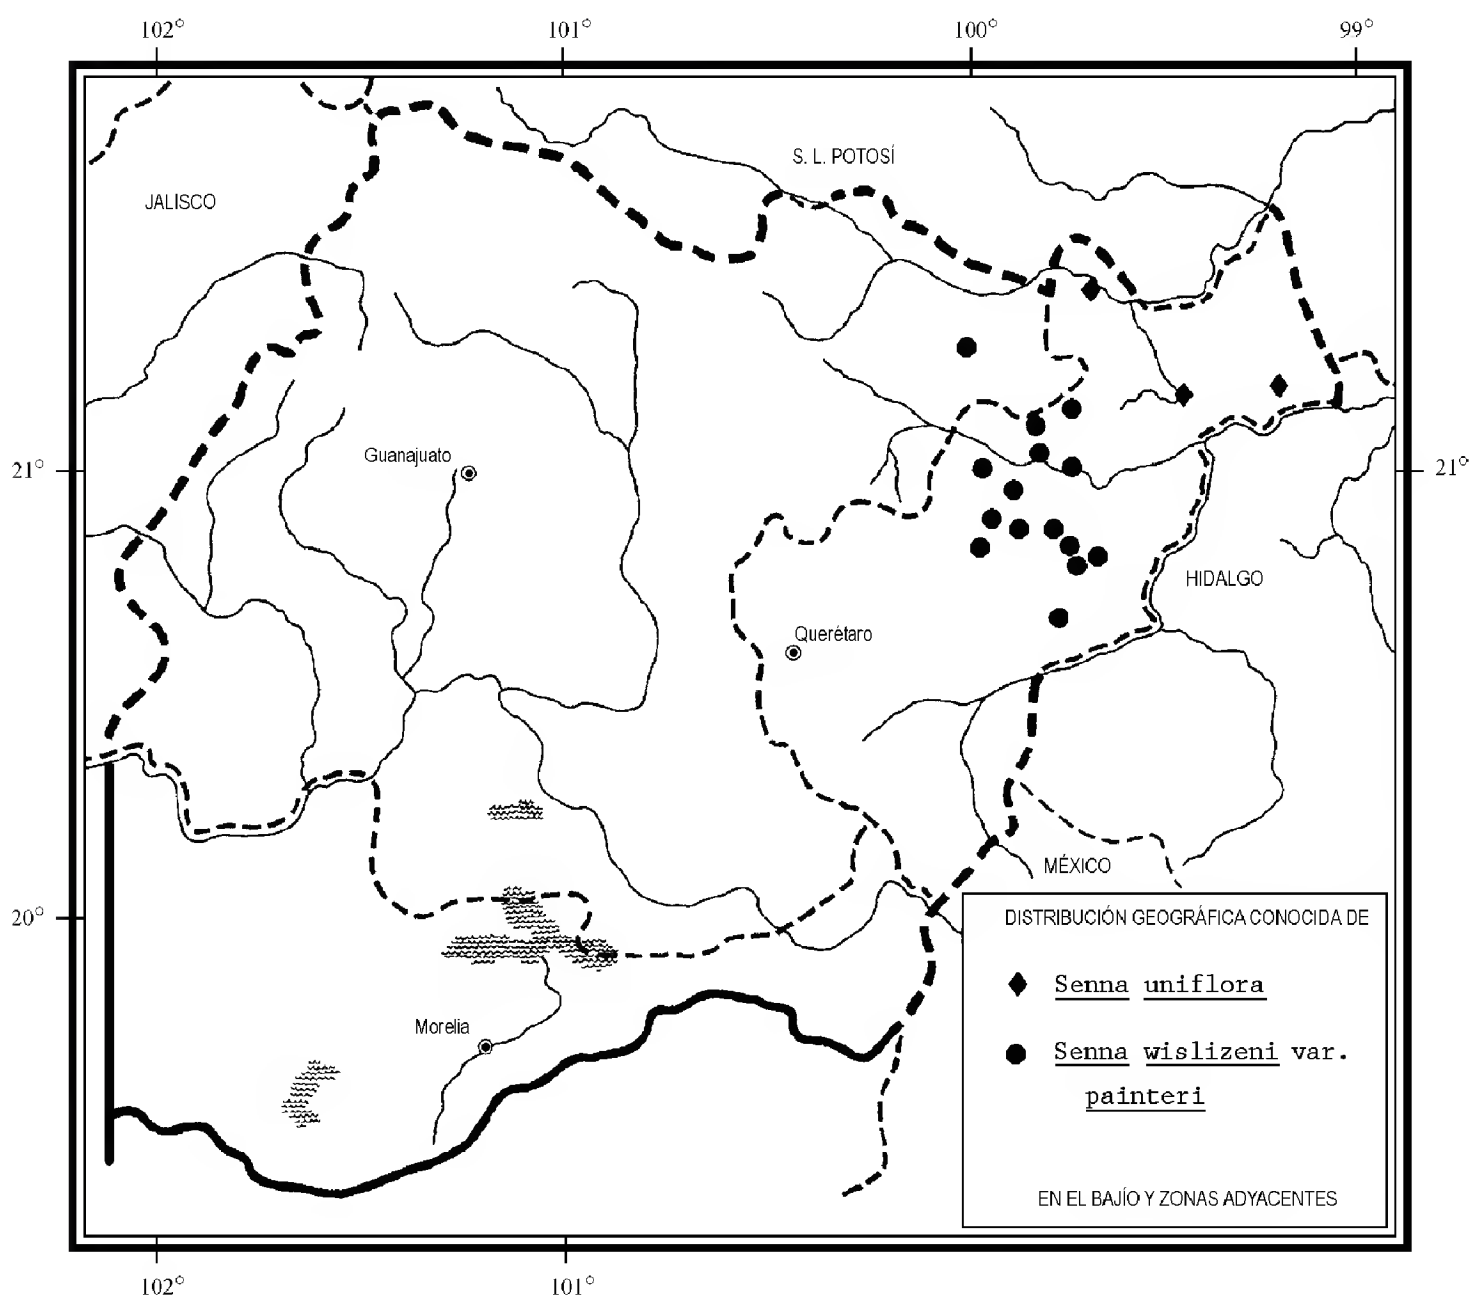 102° 101° 100° 99°
S. L. POTOSÍ
JALISCO
Guanajuato
21° 21°
HIDALGO
Querétaro
MÉXICO
20°
DISTRIBUCIÓN GEOGRÁFICA CONOCIDA DE
Senna uniflora
Morelia
Senna wislizeni var.
painteri
EN EL BAJÍO Y ZONAS ADYACENTES
102° 101°